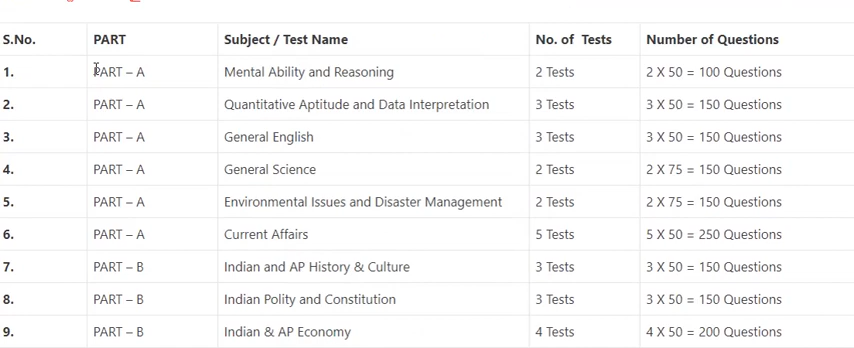 S.No. PART Subject / Test Name No. of Tests Number of Questions
1. PART – A Mental Ability and Reasoning 2 Tests 2 X 50 = 100 Questions
2. PART – A Quantitative Aptitude and Data Interpretation 3 Tests 3 X 50 = 150 Questions
3. PART – A General English 3 Tests 3 X 50 = 150 Questions
4. PART – A General Science 2 Tests 2 X 75 = 150 Questions
5. PART – A Environmental Issues and Disaster Management 2 Tests 2 X 75 = 150 Questions
6. PART – A Current Affairs 5 Tests 5 X 50 = 250 Questions
7. PART – B Indian and AP History & Culture 3 Tests 3 X 50 = 150 Questions
8. PART – B Indian Polity and Constitution 3 Tests 3 X 50 = 150 Questions
9. PART – B Indian & AP Economy 4 Tests 4 X 50 = 200 Questions